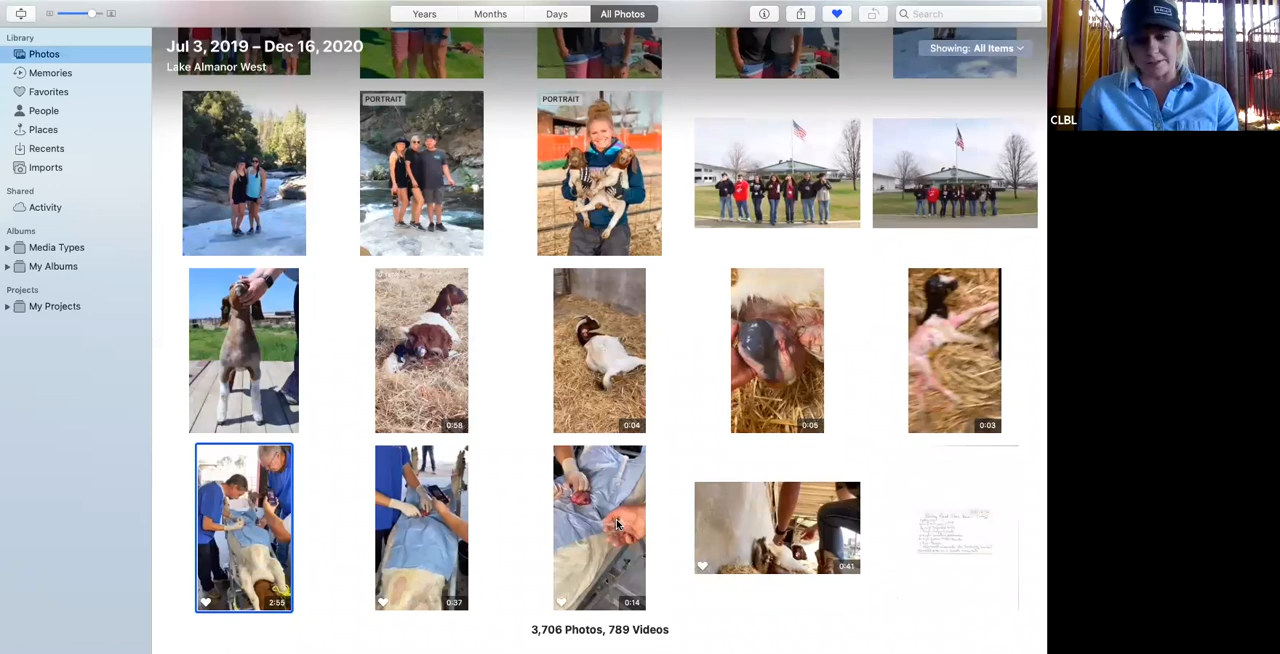 Years
Months
Days
All Photos
Search
Library
Photos
Memories
Favorites
People
Places
Recents
Imports
Shared
Activity
Albums
Media Types
My Albums
Projects
My Projects
Jul 3, 2019 – Dec 16, 2020
Lake Almanor West
Showing: All Items
CLBL
PORTRAIT
PORTRAIT
0:58
0:04
0:05
0:03
2:55
0:37
0:14
0:41
3,706 Photos, 789 Videos